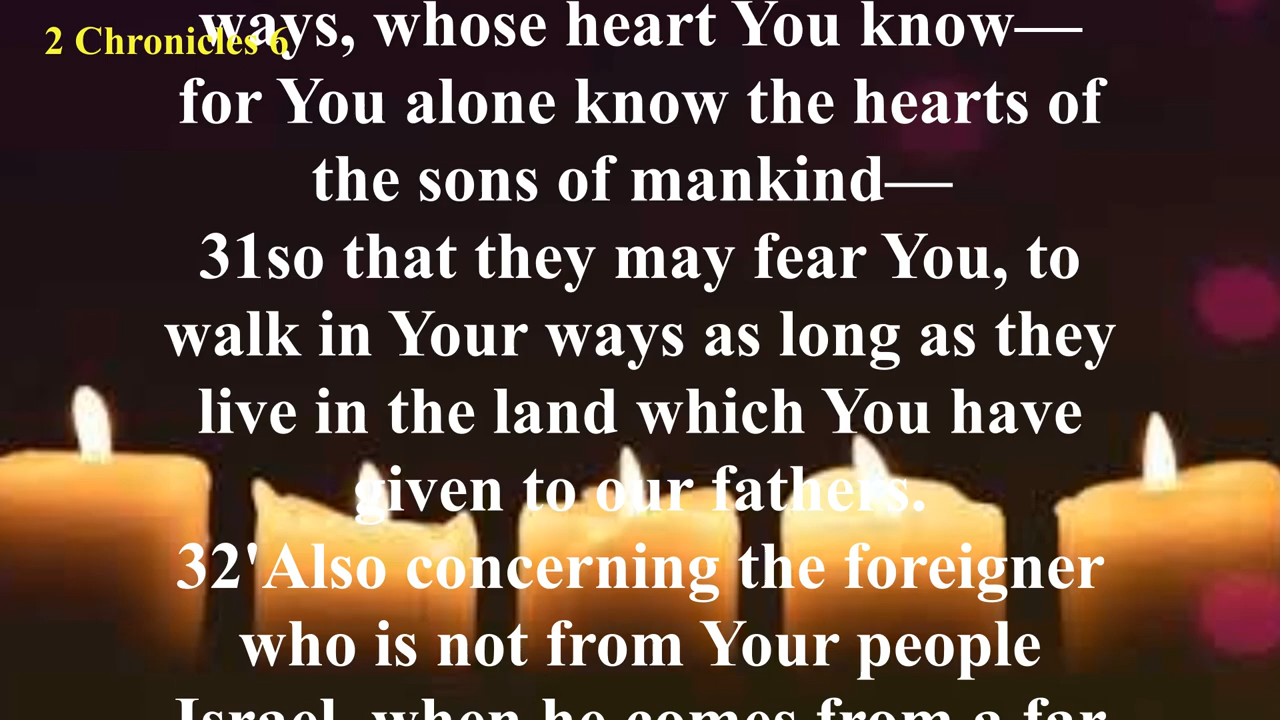 2 Chronicles 6
ways, whose heart You know—
for You alone know the hearts of
the sons of mankind—
31so that they may fear You, to
walk in Your ways as long as they
live in the land which You have
given to our fathers.
32'Also concerning the foreigner
who is not from Your people
Israel, when he comes from a far